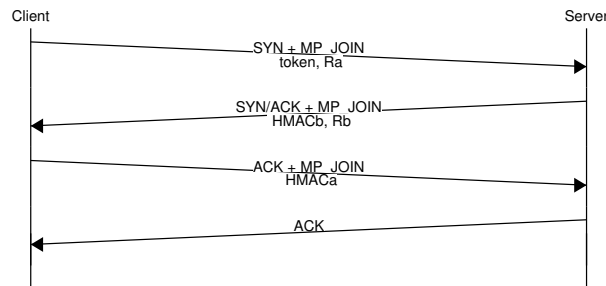 Client
Server
SYN + MP_JOIN
token, Ra
SYN/ACK + MP_JOIN
HMACb, Rb
ACK + MP_JOIN
HMACa
ACK